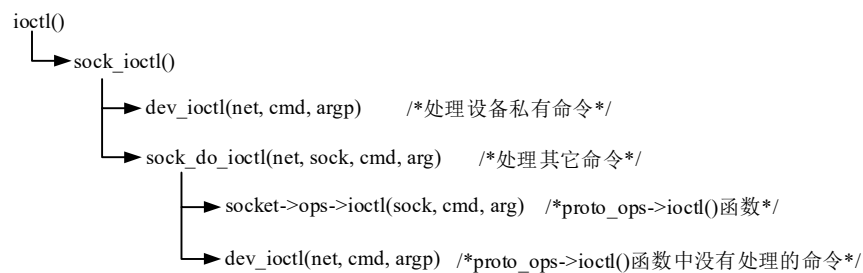 ioctl()
sock_ioctl()
dev_ioctl(net, cmd, argp) /*处理设备私有命令*/
sock_do_ioctl(net, sock, cmd, arg) /*处理其它命令*/
socket->ops->ioctl(sock, cmd, arg) /*proto_ops->ioctl()函数*/
dev_ioctl(net, cmd, argp) /*proto_ops->ioctl()函数中没有处理的命令*/